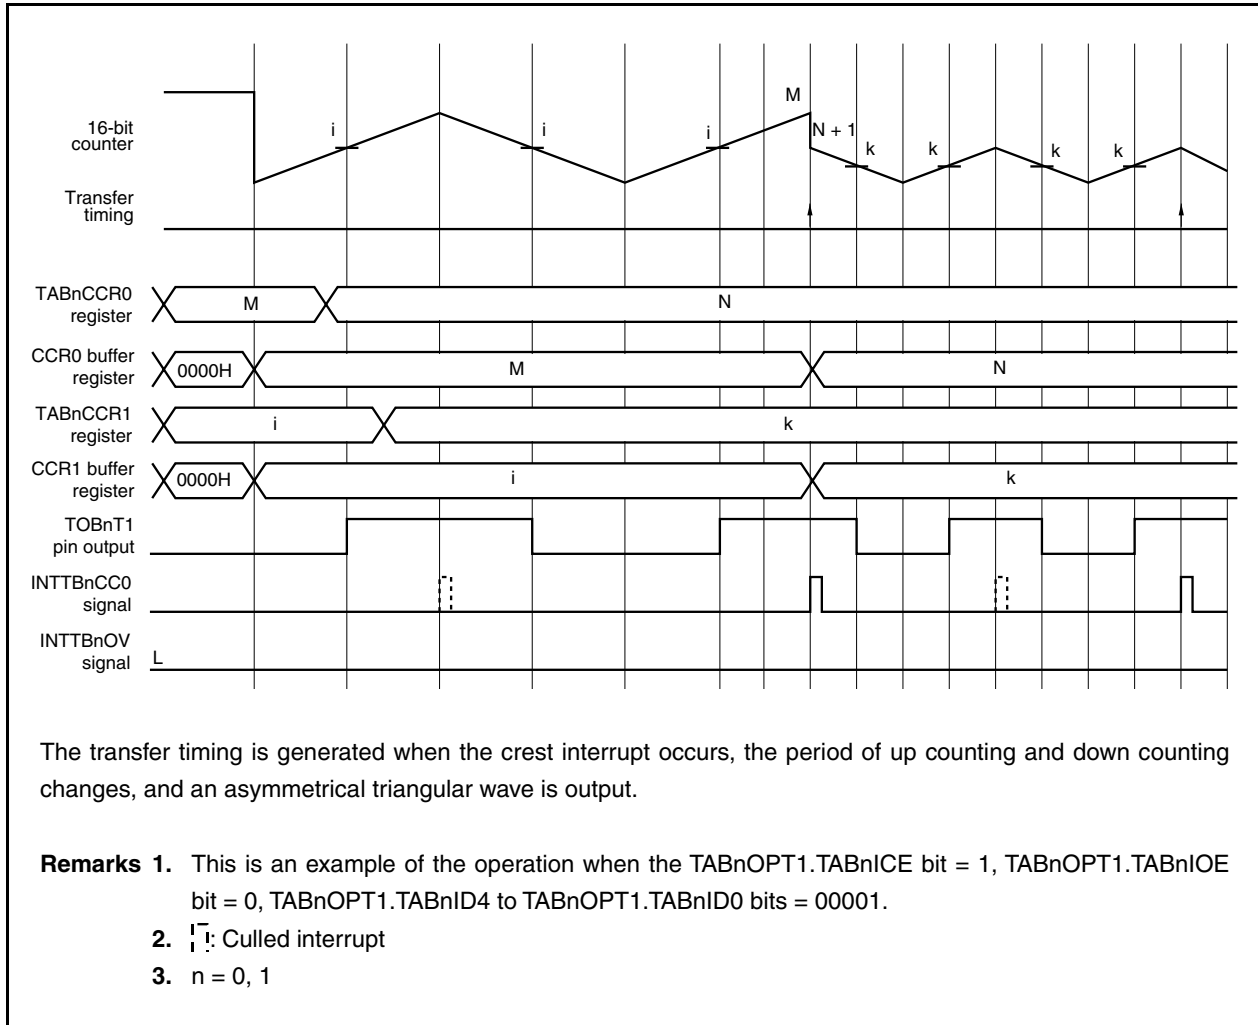 M
i i i N + 1
16-bit
counter
k k k k
Transfer
timing
TABnCCR0
register
M N
CCR0 buffer
register
0000H M N
TABnCCR1
register
i k
CCR1 buffer
register
0000H i k
TOBnT1
pin output
INTTBnCC0
signal
INTTBnOV
signal
L
The transfer timing is generated when the crest interrupt occurs, the period of up counting and down counting
changes, and an asymmetrical triangular wave is output.
Remarks 1. This is an example of the operation when the TABnOPT1.TABnICE bit = 1, TABnOPT1.TABnIOE
bit = 0, TABnOPT1.TABnID4 to TABnOPT1.TABnID0 bits = 00001.
2. : Culled interrupt
3. n = 0, 1